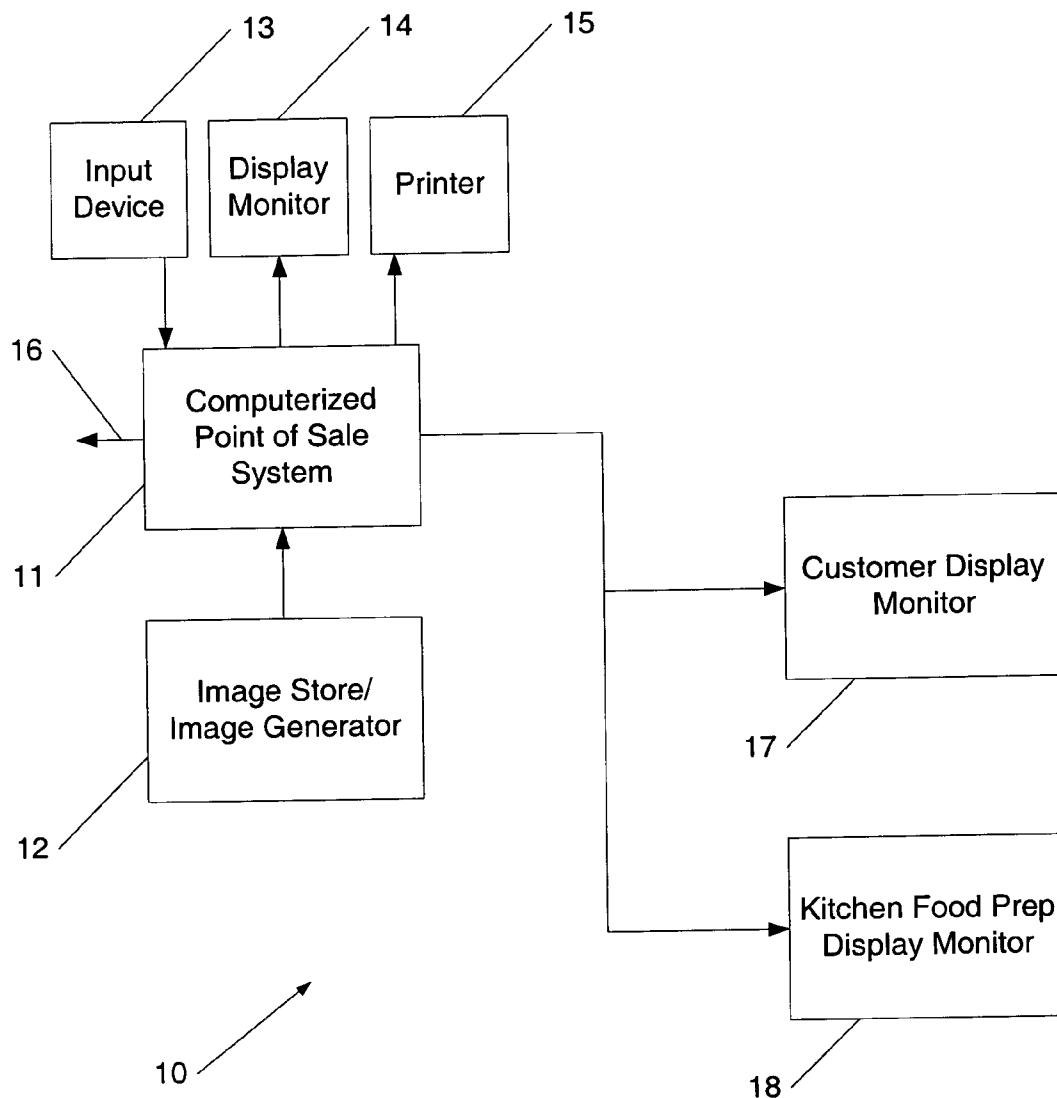 13
14
15
Input
Device
Display
Monitor
Printer
16
Computerized
Point of Sale
System
11
Customer Display
Monitor
Image Store/
Image Generator
17
12
Kitchen Food Prep
Display Monitor
10
18